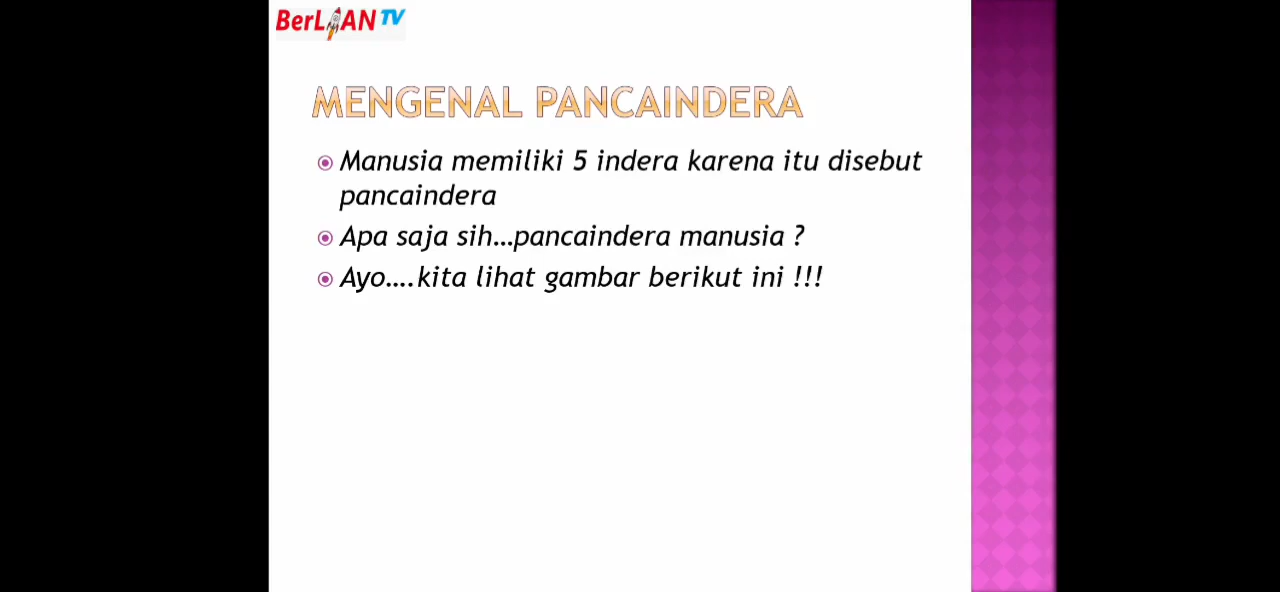 BerLIAN TV
MENGENAL PANCAINDERA
Manusia memiliki 5 indera karena itu disebut
pancaindera
Apa saja sih...pancaindera manusia ?
Ayo....kita lihat gambar berikut ini !!!